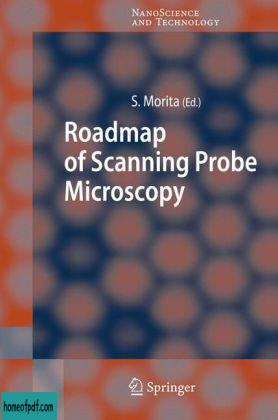 NANOSCIENCE
AND TECHNOLOGY
S. Morita (Ed.)
Roadmap
of Scanning Probe
Microscopy
Springer
homeofpdf.com